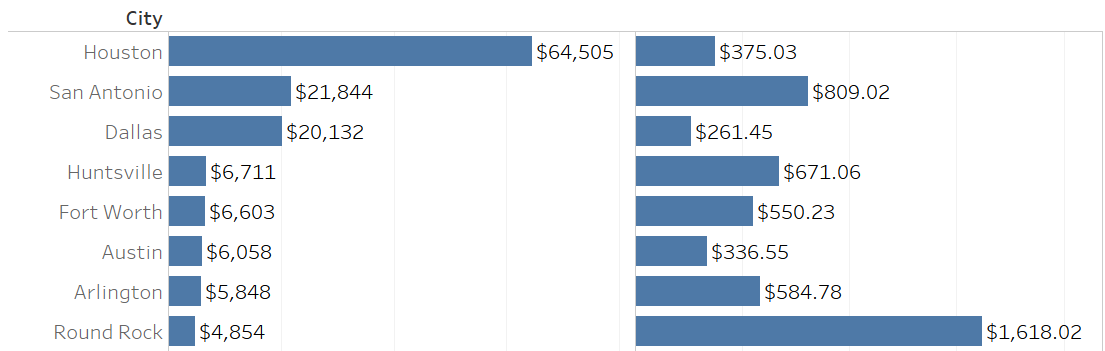 City
Houston $64,505 $375.03
San Antonio $21,844 $809.02
Dallas $20,132 $261.45
Huntsville $6,711 $671.06
Fort Worth $6,603 $550.23
Austin $6,058 $336.55
Arlington $5,848 $584.78
Round Rock $4,854 $1,618.02